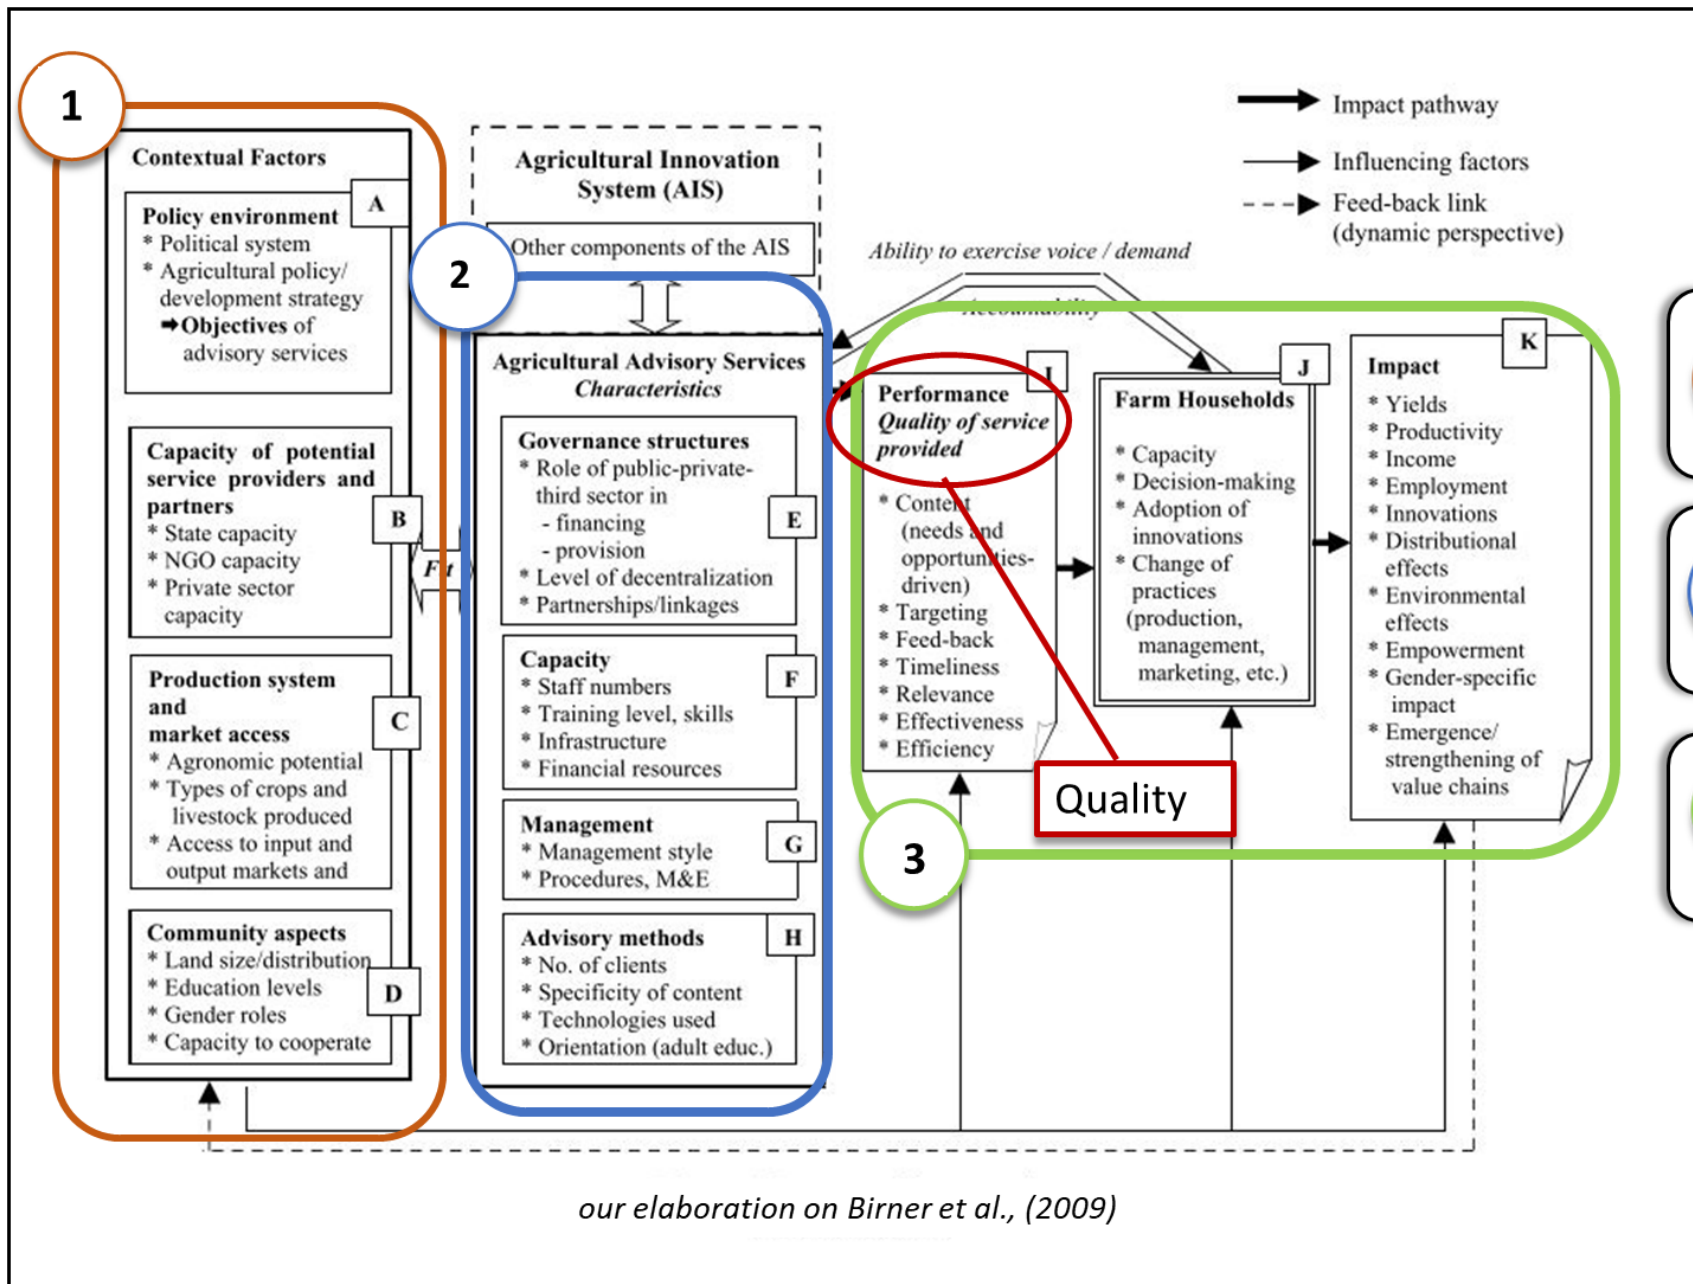 1
Contextual Factors
A
Policy environment
* Political system
* Agricultural policy/
development strategy
➡Objectives of
advisory services
Capacity of potential
service providers and
partners
B
* State capacity
* NGO capacity
* Private sector
capacity
Production system
and
market access
C
* Agronomic potential
* Types of crops and
livestock produced
* Access to input and
output markets and
Community aspects
* Land size/distribution
* Education levels
D
* Gender roles
* Capacity to cooperate
Fit
Agricultural Innovation
System (AIS)
Other components of the AIS
2
Agricultural Advisory Services
Characteristics
Governance structures
* Role of public-private-
third sector in
- financing
- provision
E
* Level of decentralization
* Partnerships/linkages
Capacity
F
* Staff numbers
* Training level, skills
* Infrastructure
* Financial resources
Management
G
* Management style
* Procedures, M&E
Advisory methods
H
* No. of clients
* Specificity of content
* Technologies used
* Orientation (adult educ.)
Impact pathway
Influencing factors
Feed-back link
(dynamic perspective)
Ability to exercise voice / demand
Accountability
I
Performance
Quality of service
provided
* Content
(needs and
opportunities-
driven)
* Targeting
* Feed-back
* Timeliness
* Relevance
* Effectiveness
* Efficiency
Quality
3
J
Farm Households
* Capacity
* Decision-making
* Adoption of
innovations
* Change of
practices
(production,
management,
marketing, etc.)
K
Impact
* Yields
* Productivity
* Income
* Employment
* Innovations
* Distributional
effects
* Environmental
effects
* Empowerment
* Gender-specific
impact
* Emergence/
strengthening of
value chains
our elaboration on Birner et al., (2009)